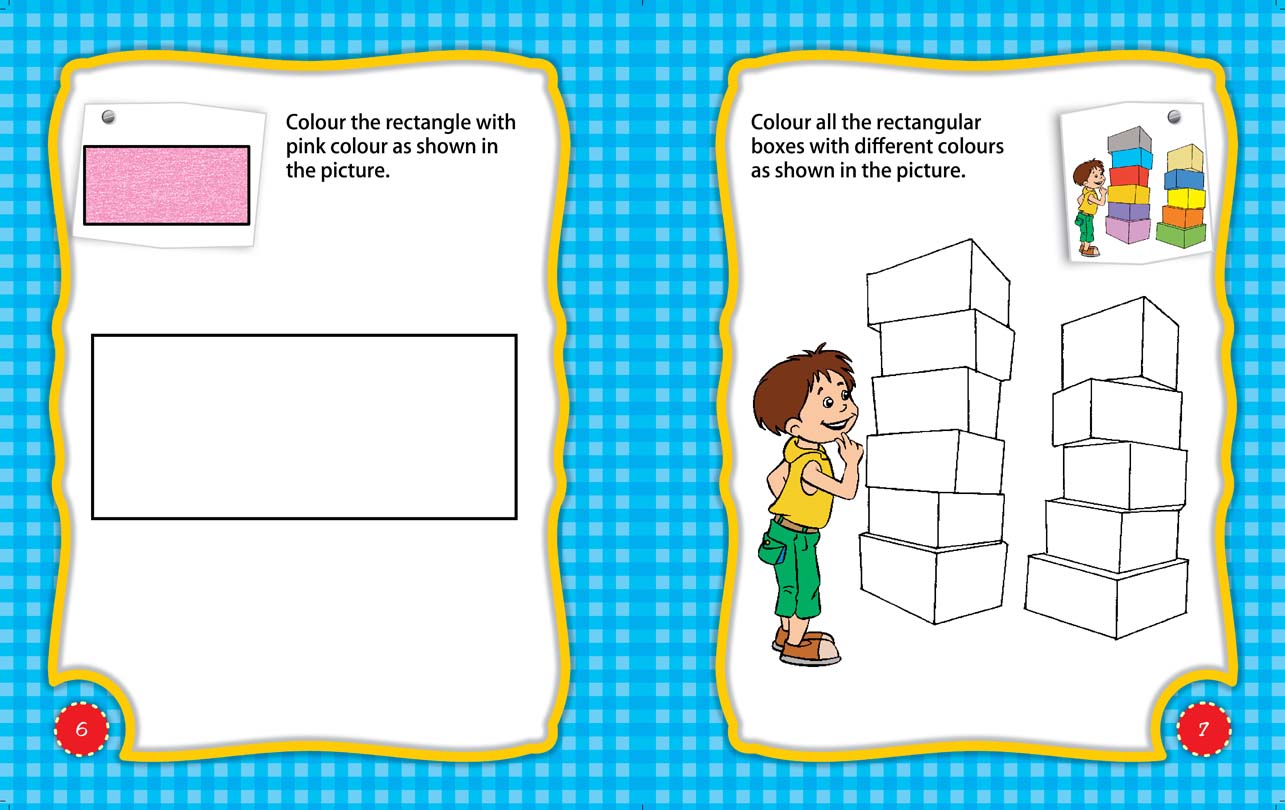 Colour the rectangle with
pink colour as shown in
the picture.
6
Colour all the rectangular
boxes with different colours
as shown in the picture.
7